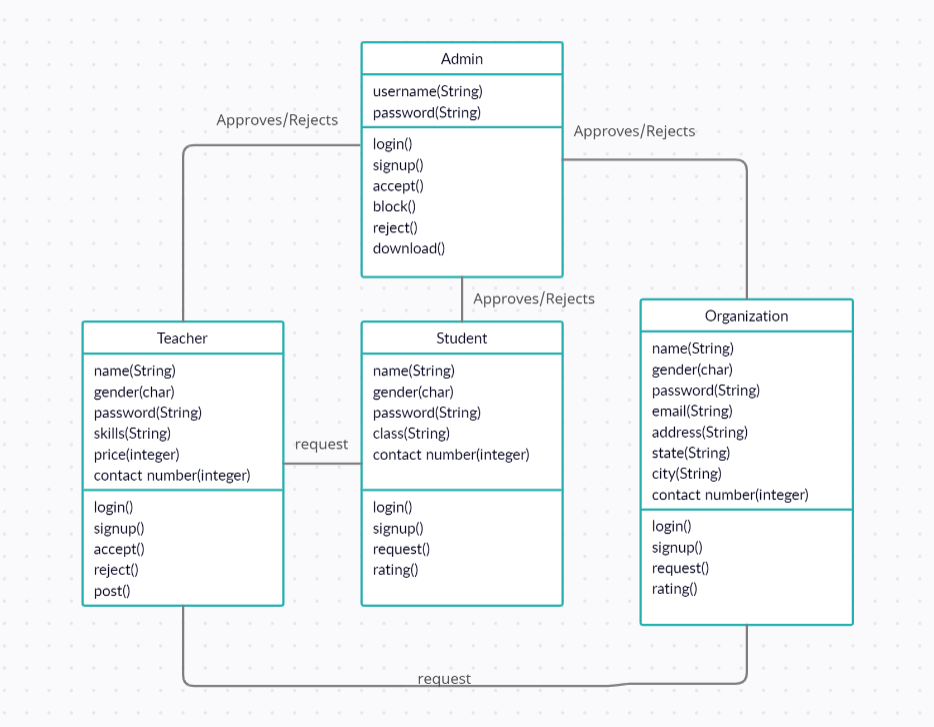 Admin
username(String)
password(String)
login()
signup()
accept()
block()
reject()
download()
Approves/Rejects
Approves/Rejects
Approves/Rejects
Teacher
name(String)
gender(char)
password(String)
skills(String)
price(integer)
contact number(integer)
login()
signup()
accept()
reject()
post()
request
Student
name(String)
gender(char)
password(String)
class(String)
contact number(integer)
login()
signup()
request()
rating()
Organization
name(String)
gender(char)
password(String)
email(String)
address(String)
state(String)
city(String)
contact number(integer)
login()
signup()
request()
rating()
request